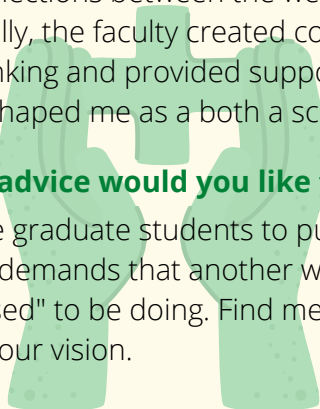 lly, the faculty created co
nking and provided suppo
haped me as a both a sc
advice would you like
e graduate students to pu
demands that another w
sed" to be doing. Find me
our vision.